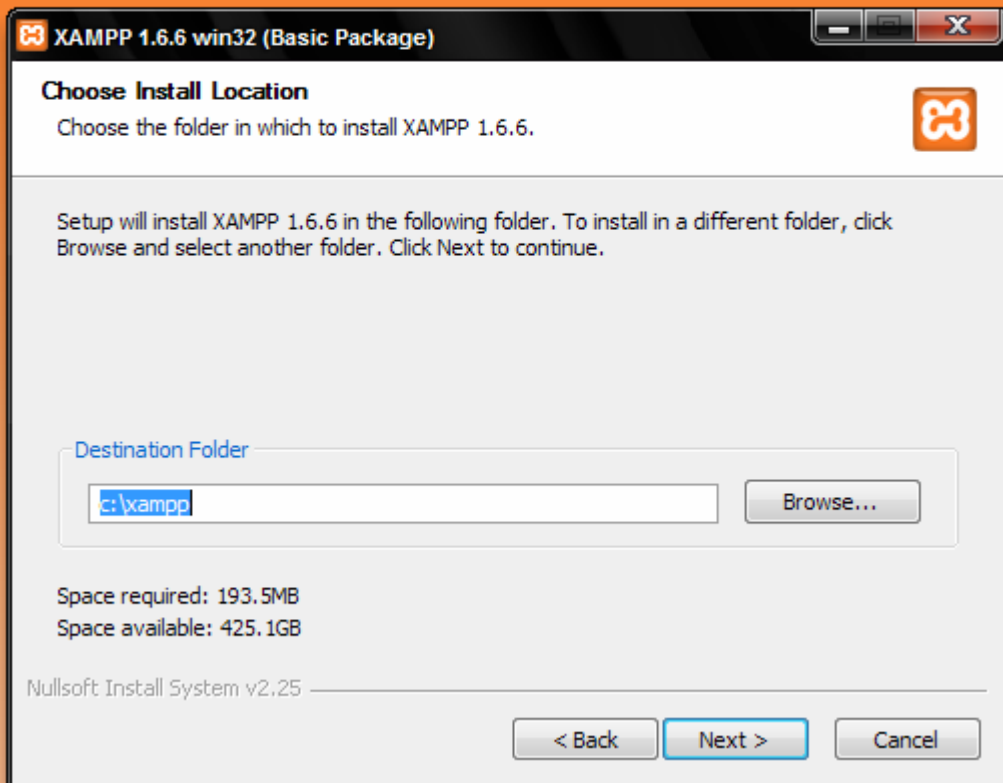 XAMPP 1.6.6 win32 (Basic Package)
Choose Install Location
Choose the folder in which to install XAMPP 1.6.6.
Setup will install XAMPP 1.6.6 in the following folder. To install in a different folder, click
Browse and select another folder. Click Next to continue.
Destination Folder
c:\xampp
Browse...
Space required: 193.5MB
Space available: 425.1GB
Nullsoft Install System v2.25
< Back
Next >
Cancel